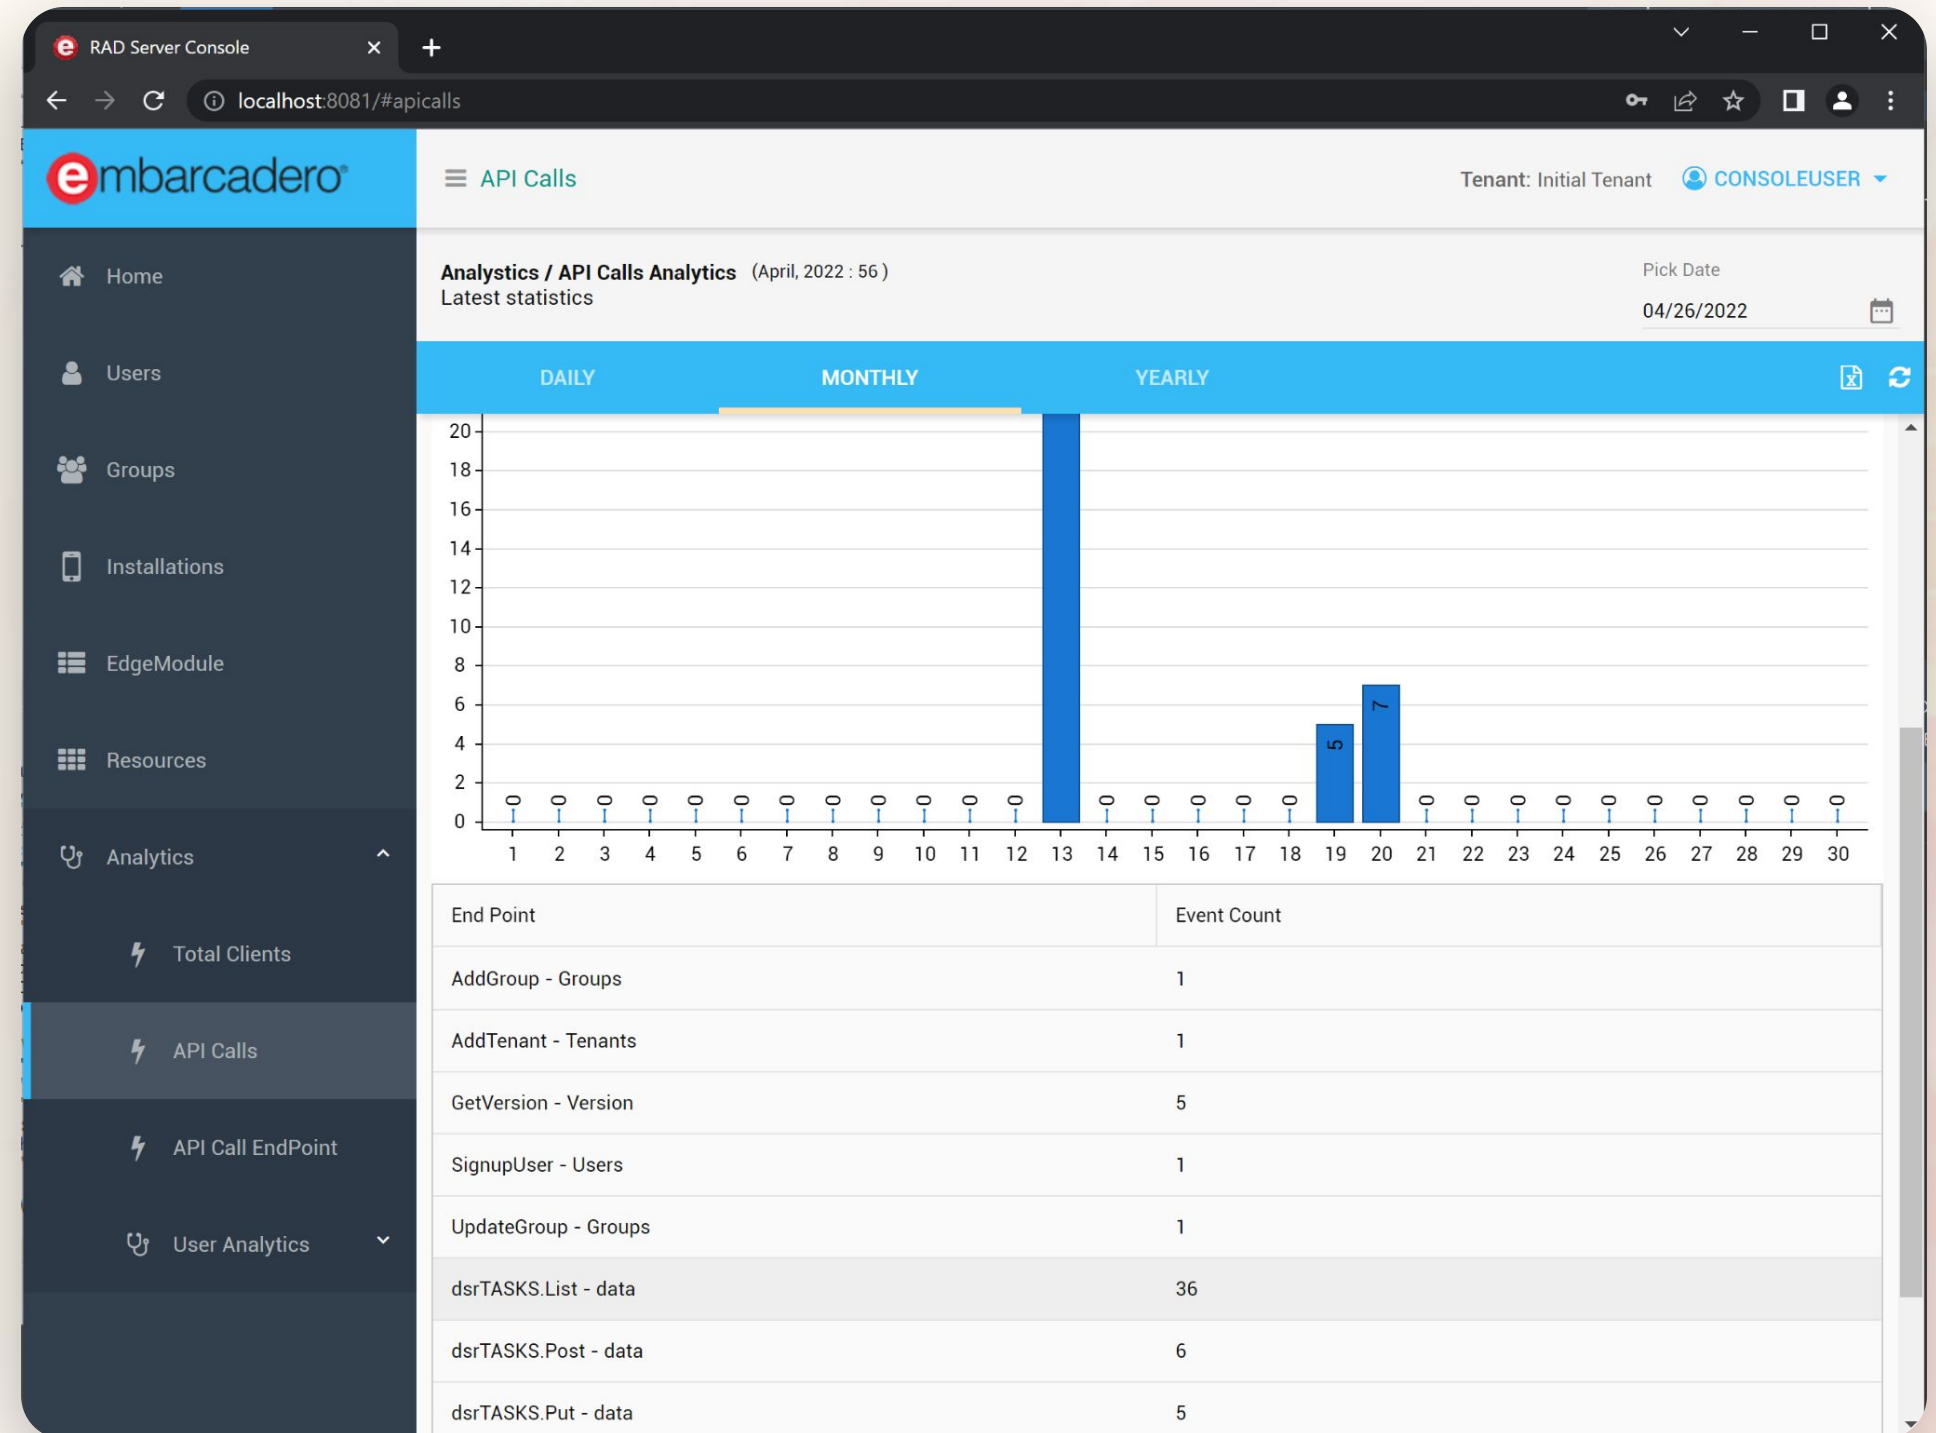 RAD Server Console
localhost:8081/#apicalls
embarcadero®
API Calls
Tenant: Initial Tenant
CONSOLEUSER
Home
Users
Groups
Installations
EdgeModule
Resources
Analytics
Total Clients
API Calls
API Call EndPoint
User Analytics
Analystics / API Calls Analytics (April, 2022 : 56 )
Latest statistics
Pick Date
04/26/2022
DAILY MONTHLY YEARLY
20
18
16
14
12
10
8
6
4
2
0
0 0 0 0 0 0 0 0 0 0 0 0 0 0 0 0 0 5 7 0 0 0 0 0 0 0 0 0 0
1 2 3 4 5 6 7 8 9 10 11 12 13 14 15 16 17 18 19 20 21 22 23 24 25 26 27 28 29 30
End Point Event Count
AddGroup - Groups 1
AddTenant - Tenants 1
GetVersion - Version 5
SignupUser - Users 1
UpdateGroup - Groups 1
dsrTASKS.List - data 36
dsrTASKS.Post - data 6
dsrTASKS.Put - data 5